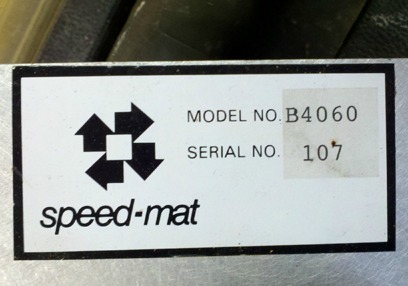 MODEL NO. B4060
SERIAL NO. 107
speed-mat